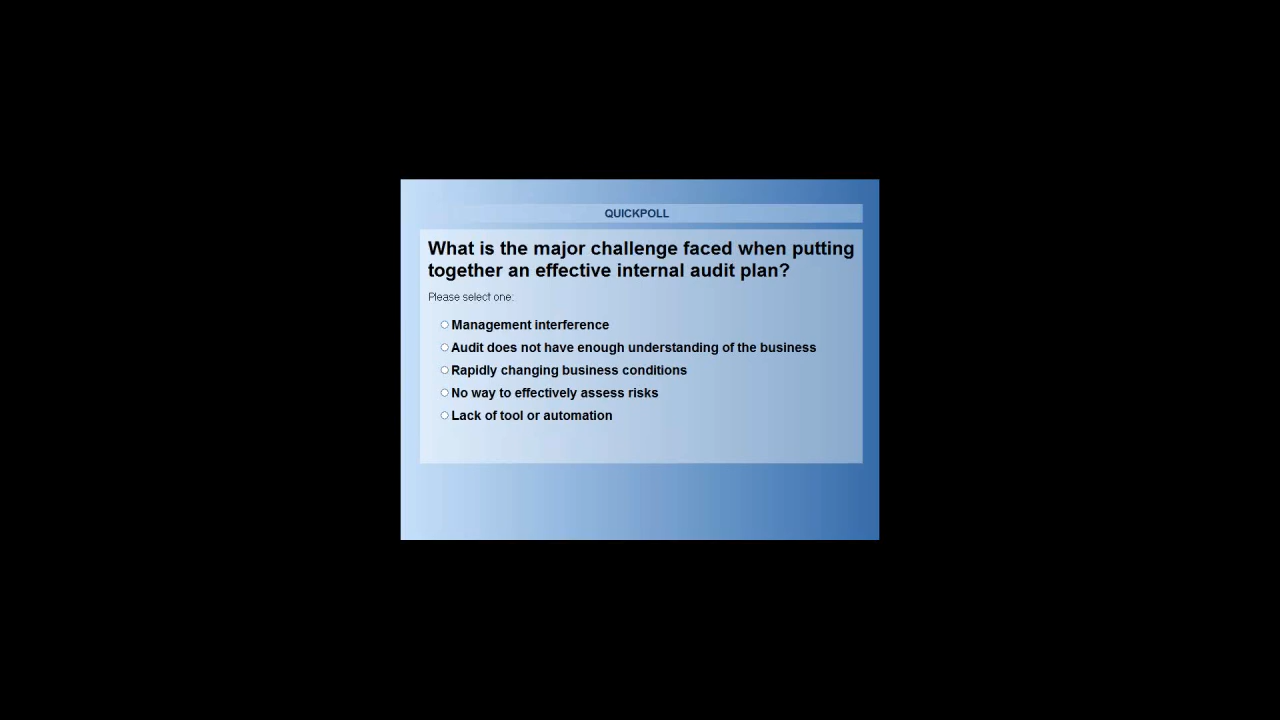 QUICKPOLL
What is the major challenge faced when putting
together an effective internal audit plan?
Please select one:
Management interference
Audit does not have enough understanding of the business
Rapidly changing business conditions
No way to effectively assess risks
Lack of tool or automation